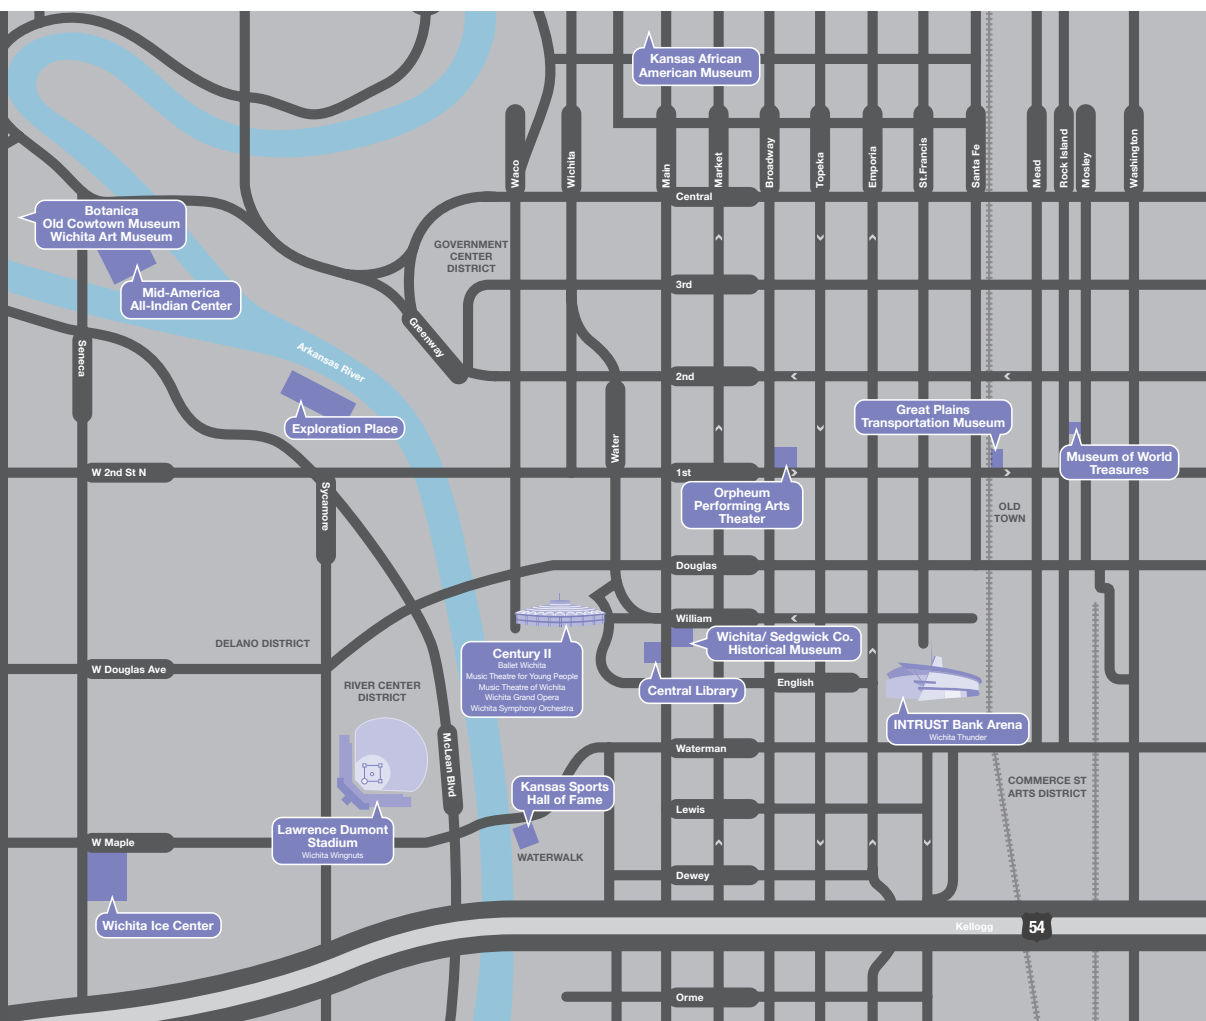 Kansas African
American Museum
Waco
Wichita
Main
Market
Broadway
Topeka
Emporia
St.Francis
Santa Fe
Mead
Rock Island
Mosley
Washington
Central
Botanica
Old Cowtown Museum
Wichita Art Museum
GOVERNMENT
CENTER
DISTRICT
Mid-America
All-Indian Center
3rd
Greenway
Seneca
Arkansas River
2nd
Exploration Place
Great Plains
Transportation Museum
Water
W 2nd St N
1st
Museum of World
Treasures
Sycamore
Orpheum
Performing Arts
Theater
OLD
TOWN
Douglas
William
DELANO DISTRICT
Wichita/ Sedgwick Co.
Historical Museum
Century II
Ballet Wichita
Music Theatre for Young People
Music Theatre of Wichita
Wichita Grand Opera
Wichita Symphony Orchestra
W Douglas Ave
RIVER CENTER
DISTRICT
Central Library
English
INTRUST Bank Arena
Wichita Thunder
McLean Blvd
Waterman
Kansas Sports
Hall of Fame
COMMERCE ST
ARTS DISTRICT
Lewis
Lawrence Dumont
Stadium
Wichita Wingnuts
W Maple
WATERWALK
Dewey
Wichita Ice Center
Kellogg
54
Orme